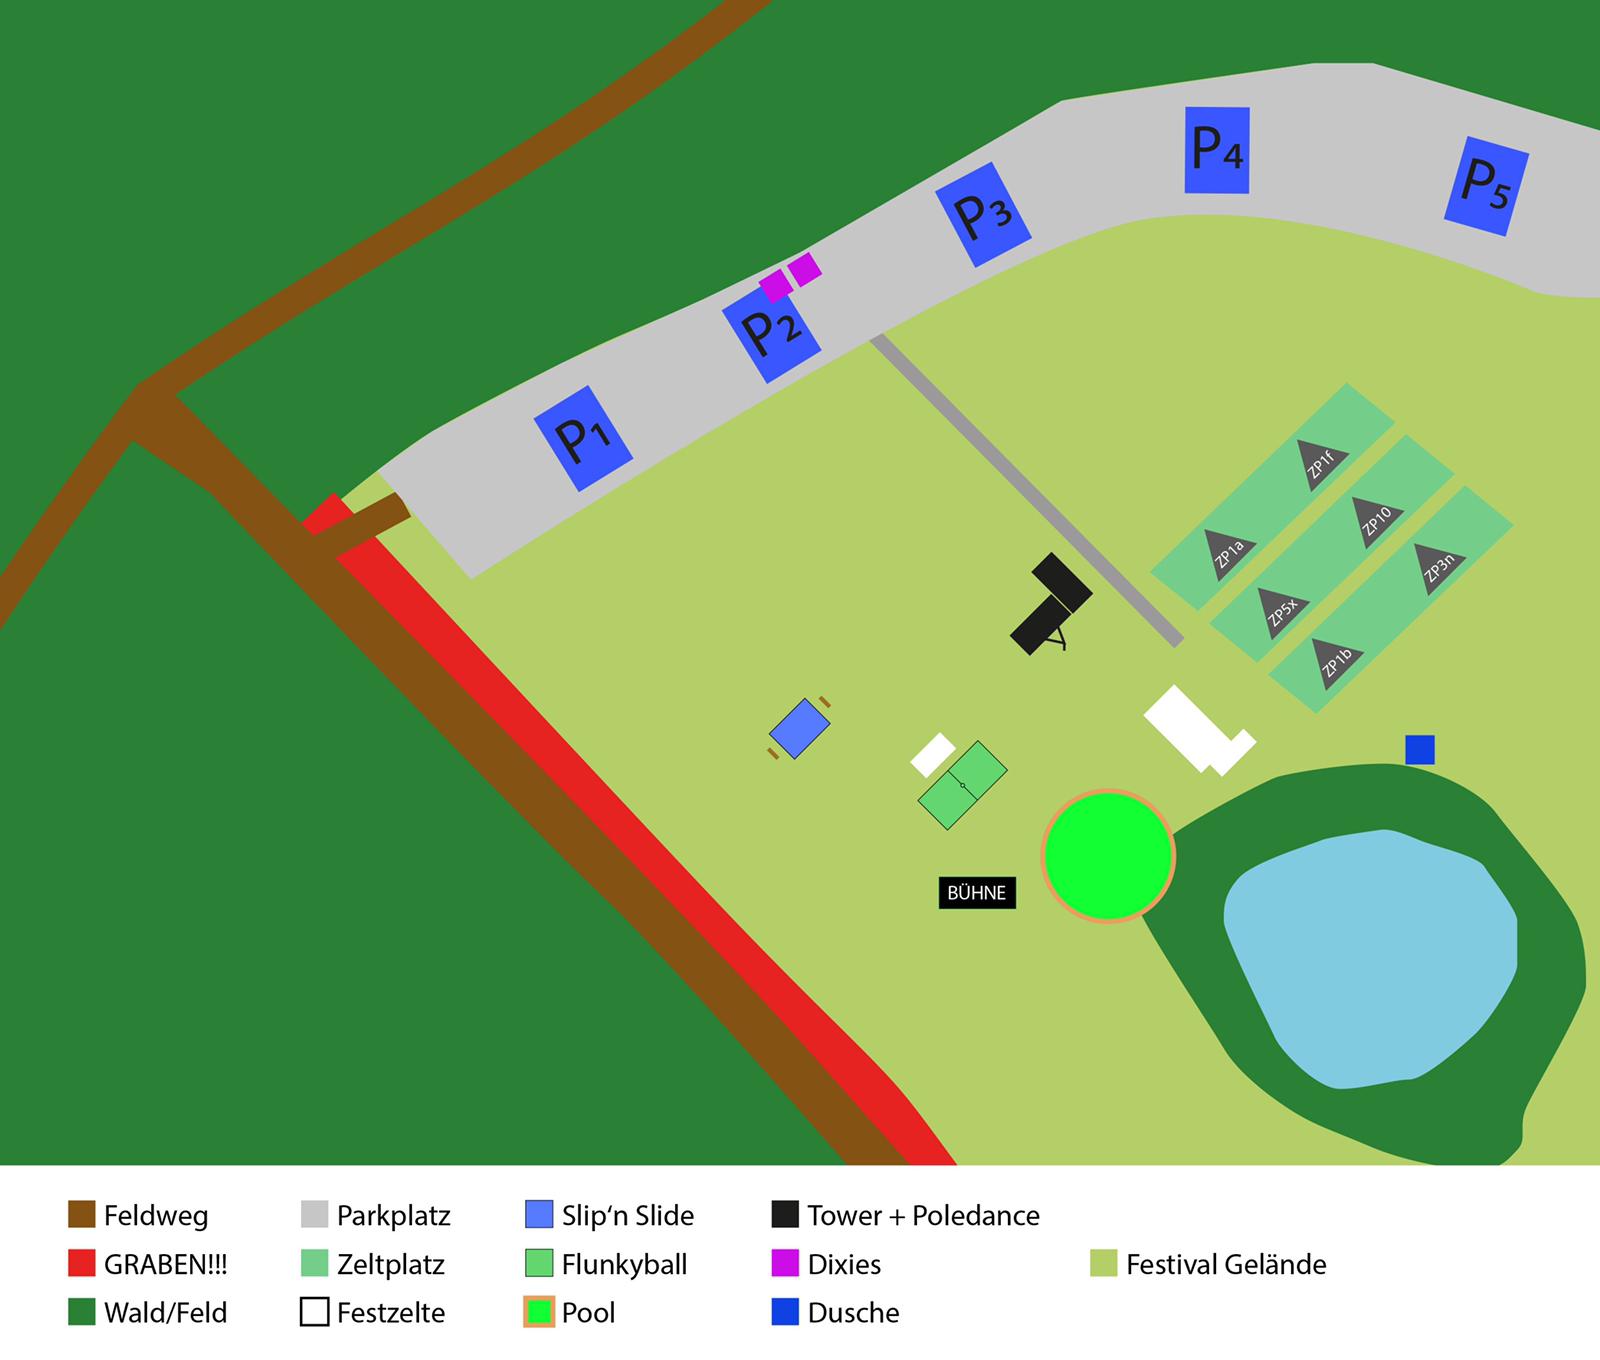 P4
P5
P3
P2
P1
ZP1f
ZP10
ZP1a
ZP3n
ZP5x
ZP1b
BÜHNE
Feldweg
Parkplatz
Slip‘n Slide
Tower + Poledance
GRABEN!!!
Zeltplatz
Flunkyball
Dixies
Festival Gelände
Wald/Feld
Festzelte
Pool
Dusche